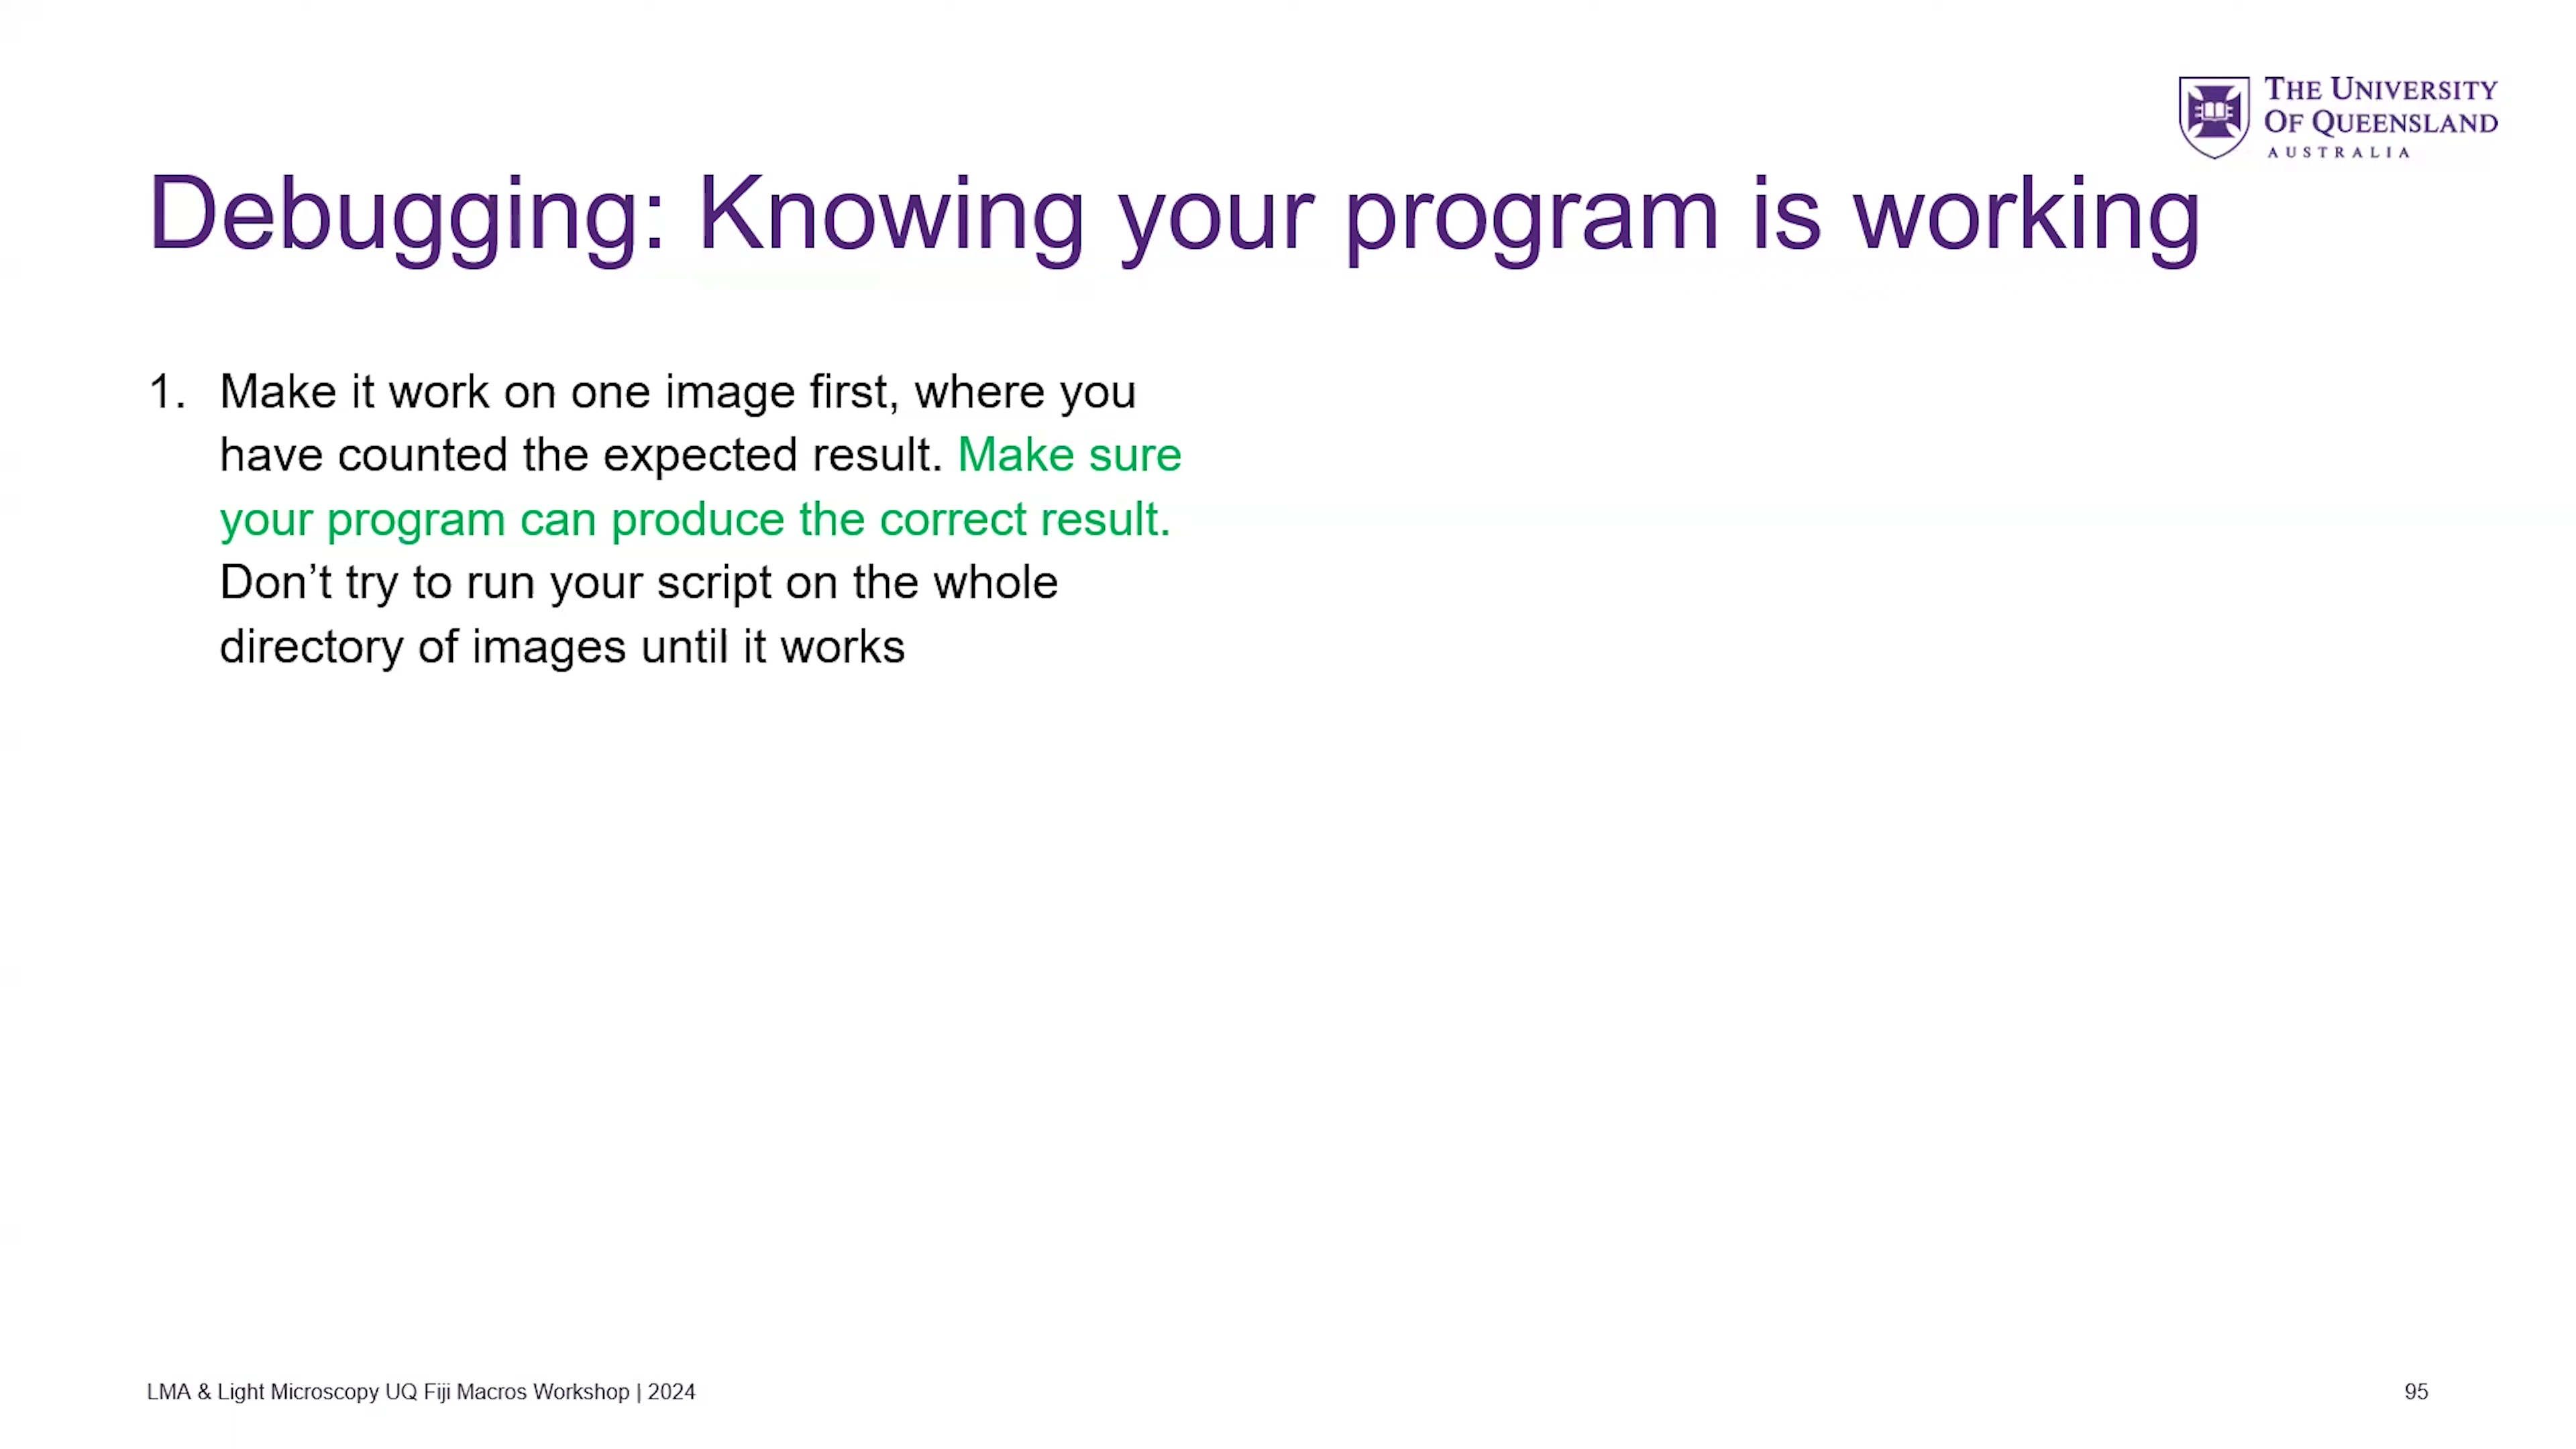 THE UNIVERSITY
OF QUEENSLAND
AUSTRALIA
Debugging: Knowing your program is working
1. Make it work on one image first, where you
have counted the expected result. Make sure
your program can produce the correct result.
Don’t try to run your script on the whole
directory of images until it works
LMA & Light Microscopy UQ Fiji Macros Workshop | 2024
95